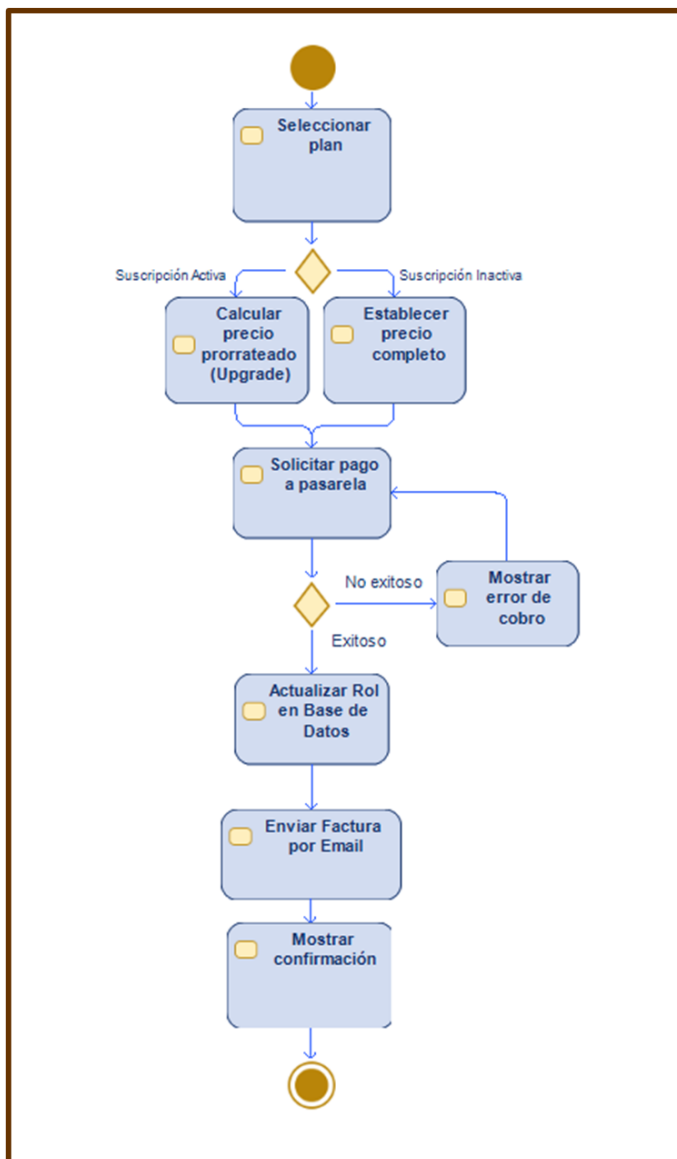 Seleccionar
plan
Suscripción Activa
Suscripción Inactiva
Calcular
precio
prorrateado
(Upgrade)
Establecer
precio
completo
Solicitar pago
a pasarela
No exitoso
Mostrar
error de
cobro
Exitoso
Actualizar Rol
en Base de
Datos
Enviar Factura
por Email
Mostrar
confirmación